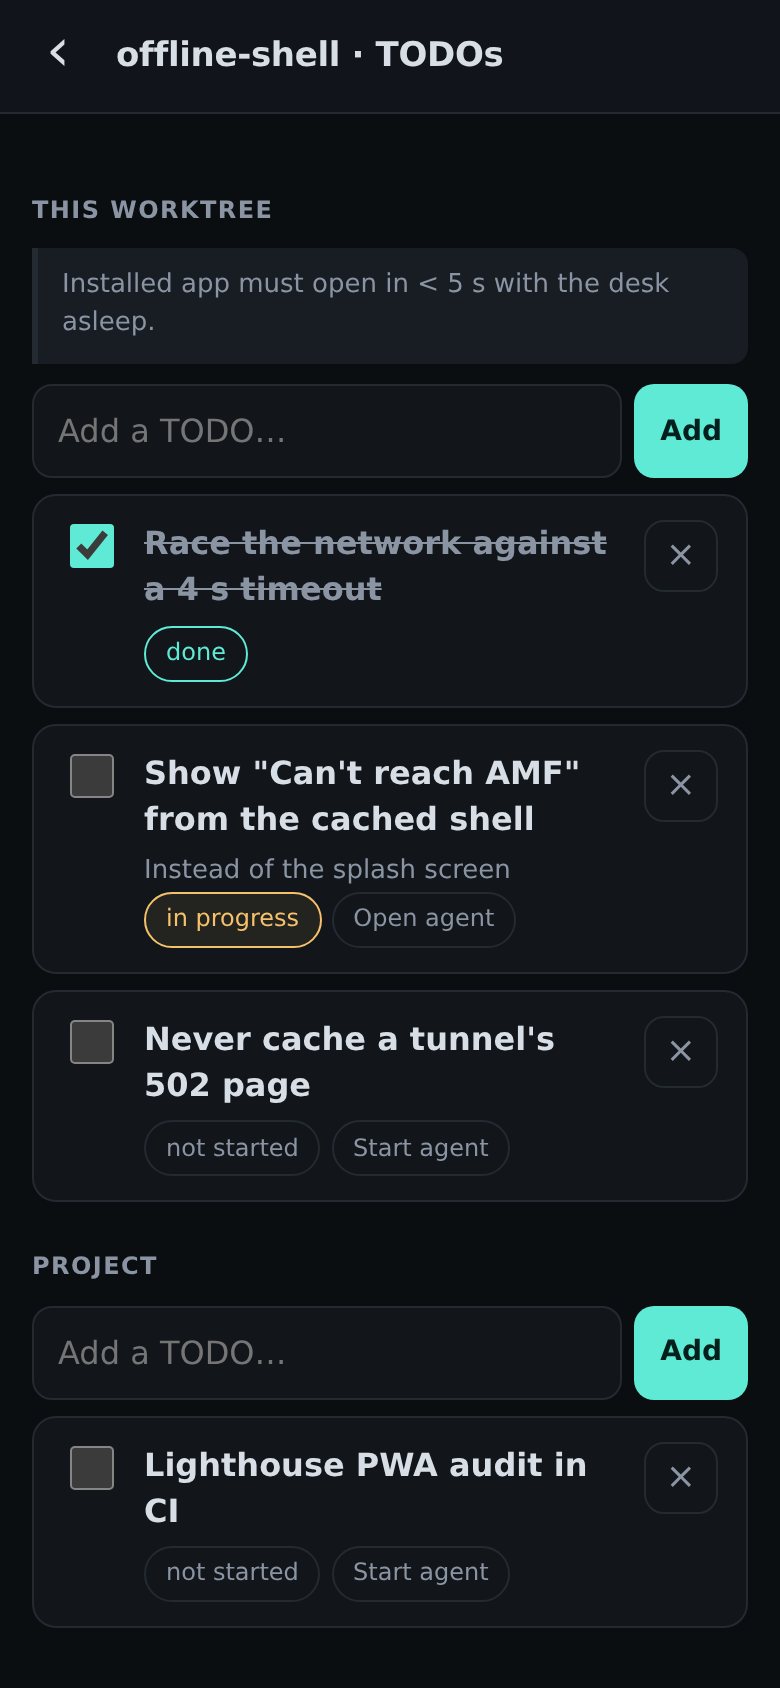 offline-shell · TODOs
THIS WORKTREE
Installed app must open in < 5 s with the desk
asleep.
Add a TODO...
Add
Race the network against
a 4 s timeout
done
Show "Can't reach AMF"
from the cached shell
Instead of the splash screen
in progress
Open agent
Never cache a tunnel's
502 page
not started
Start agent
PROJECT
Add a TODO...
Add
Lighthouse PWA audit in
CI
not started
Start agent